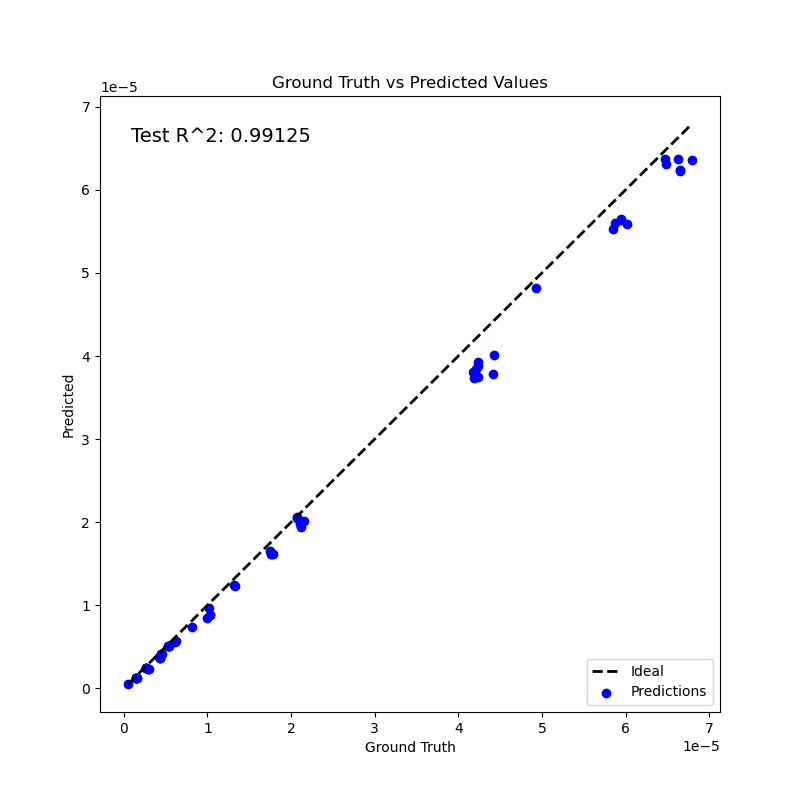 Ground Truth vs Predicted Values
1e−5
Test R^2: 0.99125
7
6
5
4
3
2
1
0
Predicted
Ideal
Predictions
0 1 2 3 4 5 6 7
1e−5
Ground Truth